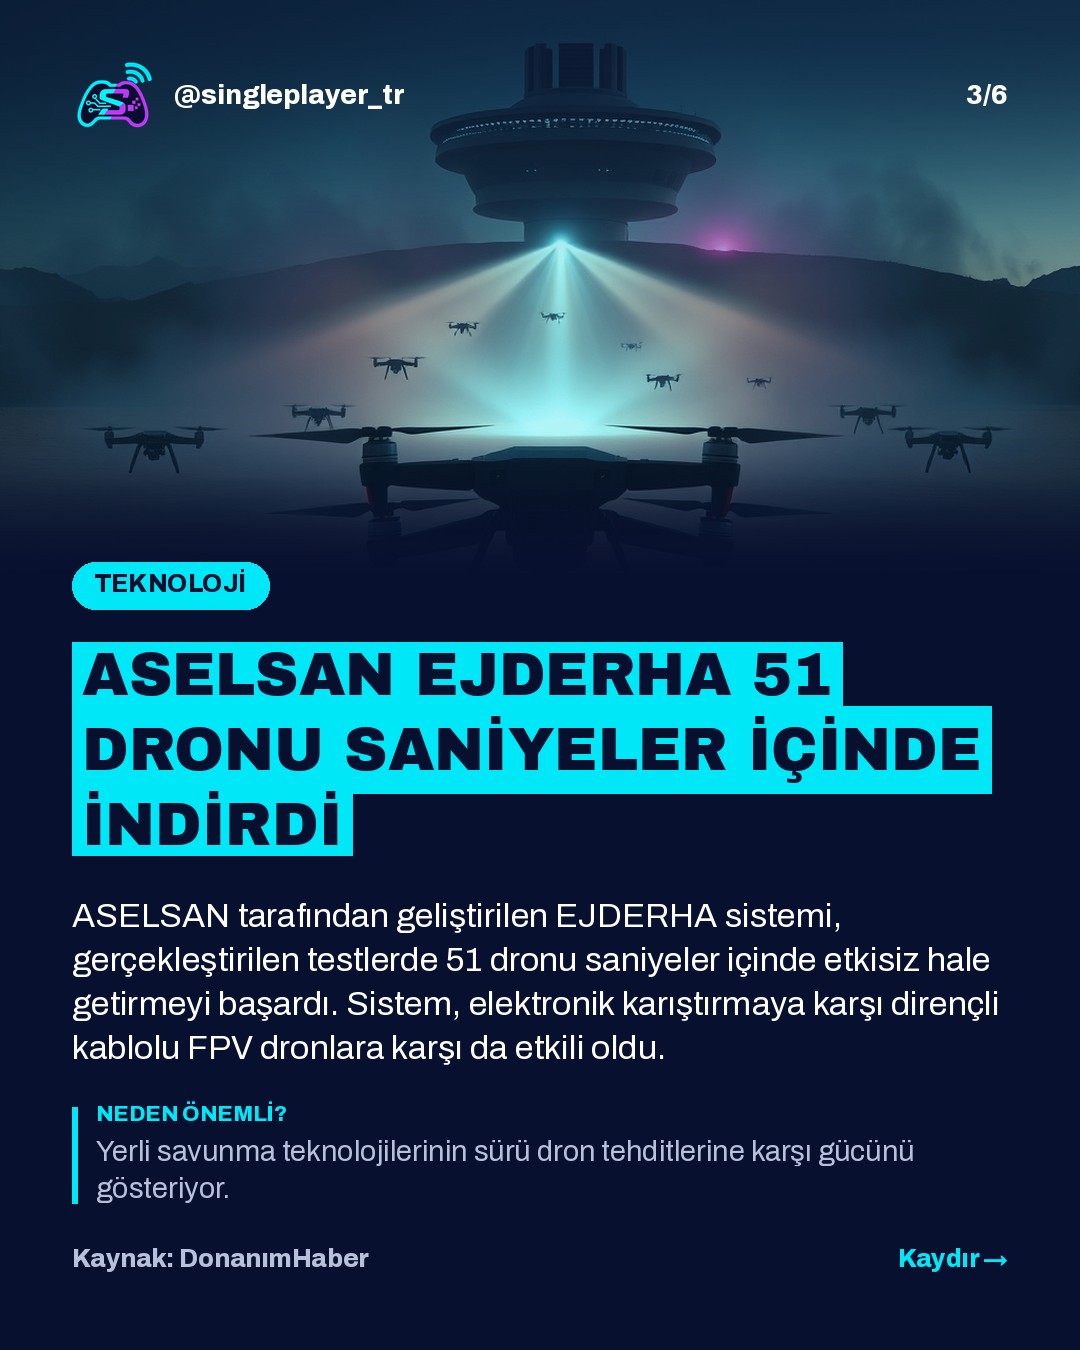 @singleplayer_tr
3/6
TEKNOLOJİ
ASELSAN EJDERHA 51
DRONU SANİYELER İÇİNDE
İNDİRDİ
ASELSAN tarafından geliştirilen EJDERHA sistemi,
gerçekleştirilen testlerde 51 dronu saniyeler içinde etkisiz hale
getirmeyi başardı. Sistem, elektronik karıştırmaya karşı dirençli
kablolu FPV dronlara karşı da etkili oldu.
NEDEN ÖNEMLİ?
Yerli savunma teknolojilerinin sürü dron tehditlerine karşı gücünü
gösteriyor.
Kaynak: DonanımHaber
Kaydır→